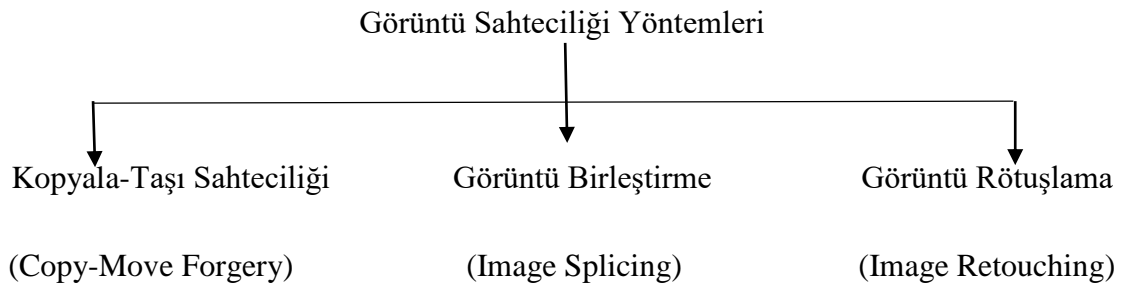 Görüntü Sahteciliği Yöntemleri
Kopyala-Taşı Sahteciliği
(Copy-Move Forgery)
Görüntü Birleştirme
(Image Splicing)
Görüntü Rötuşlama
(Image Retouching)